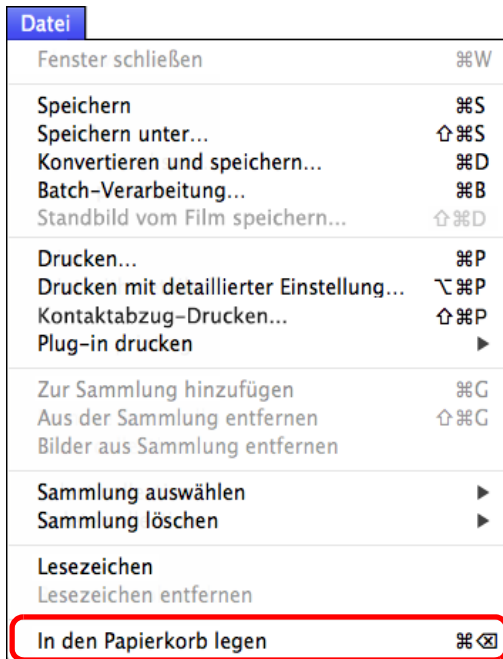 Datei
Fenster schließen ⌘W
Speichern ⌘S
Speichern unter... ⇧⌘S
Konvertieren und speichern... ⌘D
Batch-Verarbeitung... ⌘B
Standbild vom Film speichern... ⇧⌘D
Drucken... ⌘P
Drucken mit detaillierter Einstellung... ⌥⌘P
Kontaktabzug-Drucken... ⇧⌘P
Plug-in drucken ▶
Zur Sammlung hinzufügen ⌘G
Aus der Sammlung entfernen ⇧⌘G
Bilder aus Sammlung entfernen
Sammlung auswählen ▶
Sammlung löschen ▶
Lesezeichen
Lesezeichen entfernen
In den Papierkorb legen ⌘⌫